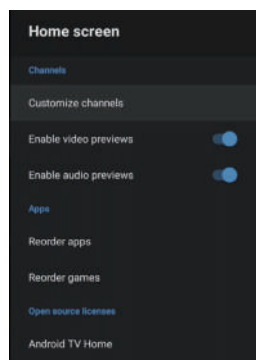 Home screen
Channels
Customize channels
Enable video previews
Enable audio previews
Apps
Reorder apps
Reorder games
Open source licenses
Android TV Home